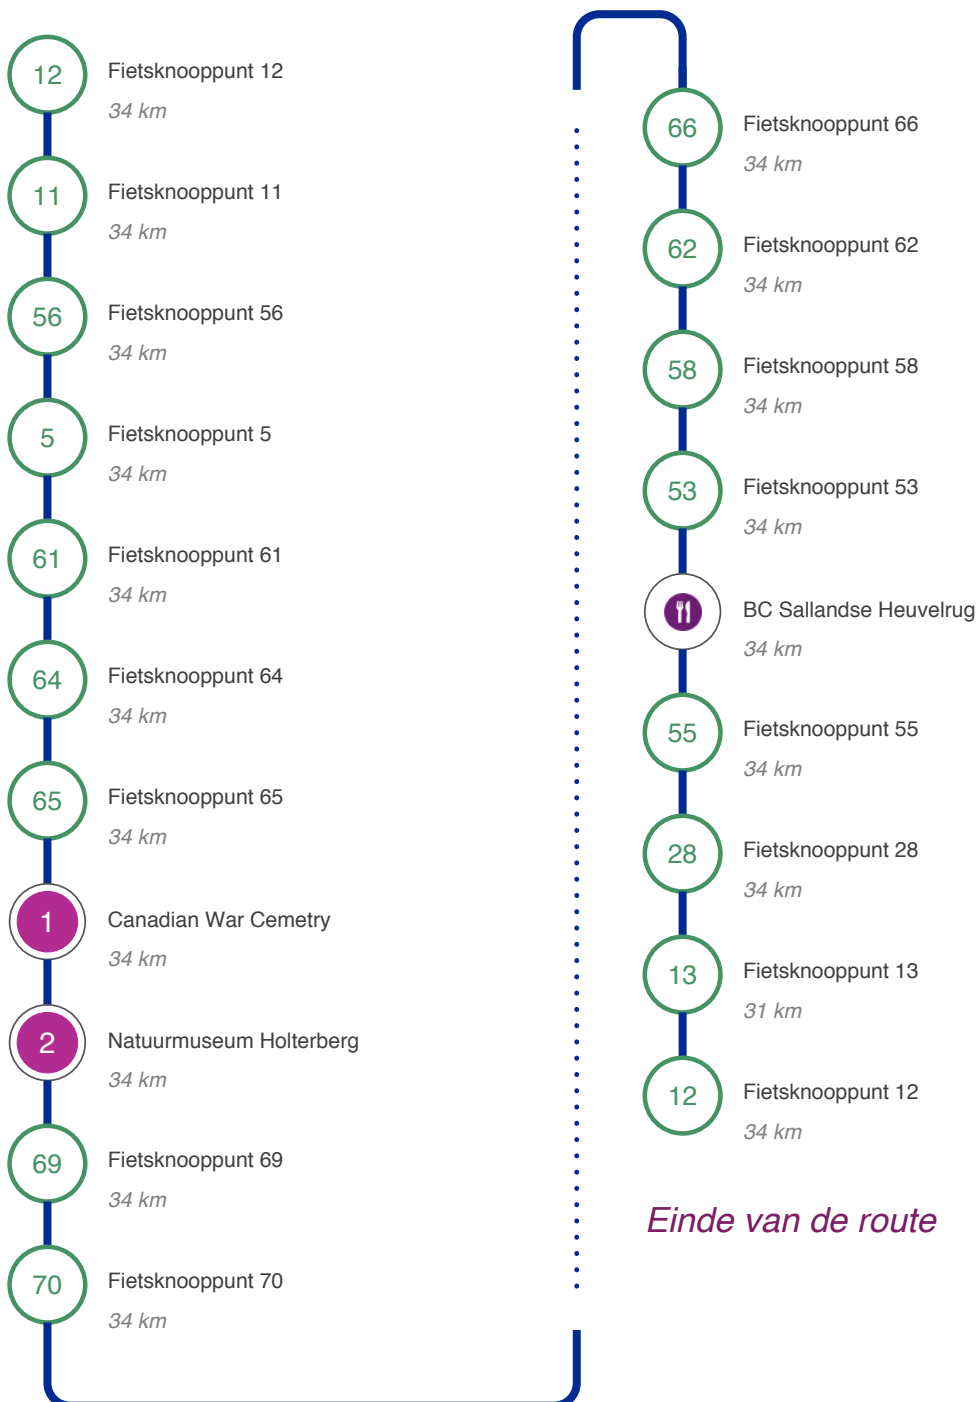 12
Fietsknooppunt 12
34 km
11
Fietsknooppunt 11
34 km
56
Fietsknooppunt 56
34 km
5
Fietsknooppunt 5
34 km
61
Fietsknooppunt 61
34 km
64
Fietsknooppunt 64
34 km
65
Fietsknooppunt 65
34 km
1
Canadian War Cemetry
34 km
2
Natuurmuseum Holterberg
34 km
69
Fietsknooppunt 69
34 km
70
Fietsknooppunt 70
34 km
66
Fietsknooppunt 66
34 km
62
Fietsknooppunt 62
34 km
58
Fietsknooppunt 58
34 km
53
Fietsknooppunt 53
34 km
BC Sallandse Heuvelrug
34 km
55
Fietsknooppunt 55
34 km
28
Fietsknooppunt 28
34 km
13
Fietsknooppunt 13
31 km
12
Fietsknooppunt 12
34 km
Einde van de route